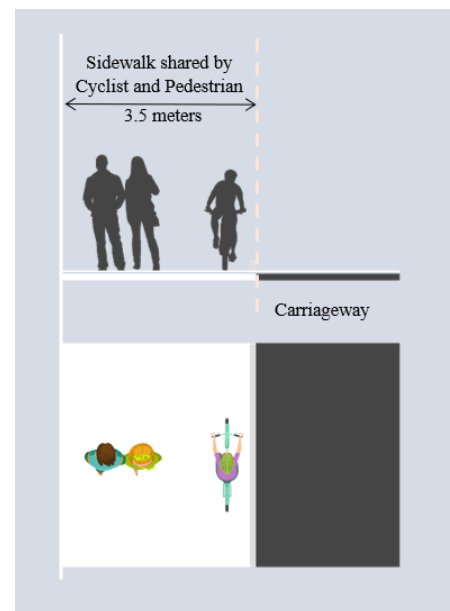 Sidewalk shared by
Cyclist and Pedestrian
3.5 meters
Carriageway